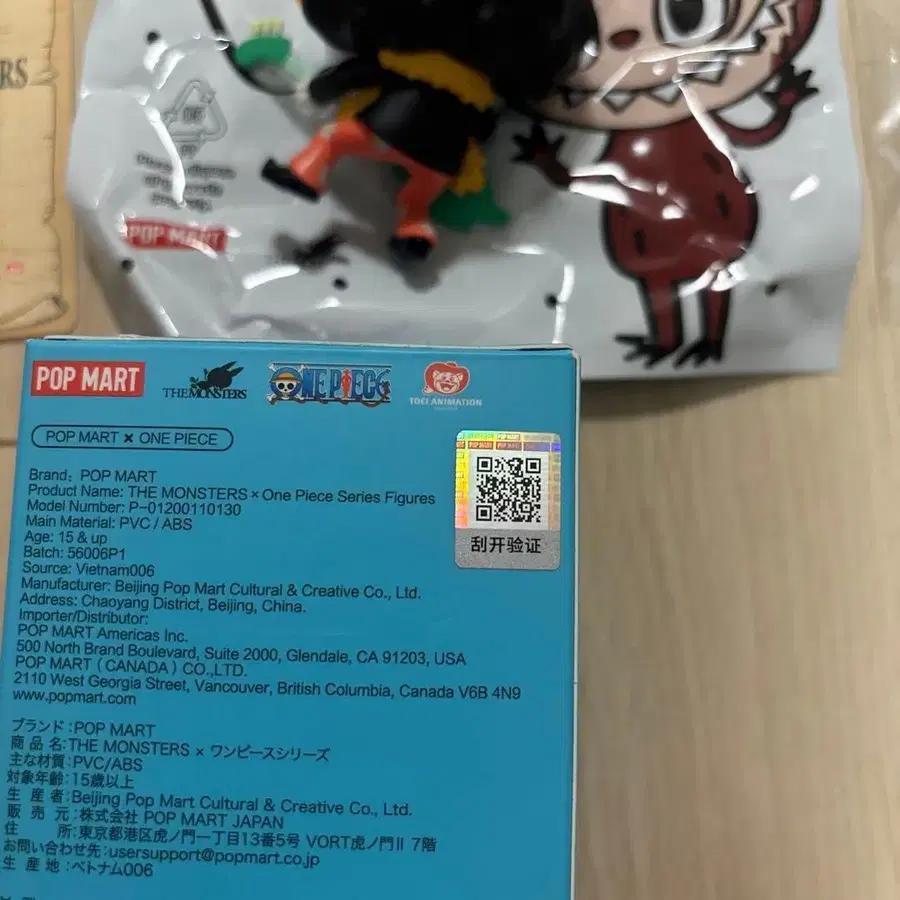 RS
05
POP MART
POP MART
THE MONSTERS
ONE PIECE
TOEI ANIMATION
POP MART × ONE PIECE
刮开验证
Brand: POP MART
Product Name: THE MONSTERS × One Piece Series Figures
Model Number: P-01200110130
Main Material: PVC / ABS
Age: 15 & up
Batch: 56006P1
Source: Vietnam006
Manufacturer: Beijing Pop Mart Cultural & Creative Co., Ltd.
Address: Chaoyang District, Beijing, China.
Importer/Distributor:
POP MART Americas Inc.
500 North Brand Boulevard, Suite 2000, Glendale, CA 91203, USA
POP MART (CANADA) CO.,LTD.
2110 West Georgia Street, Vancouver, British Columbia, Canada V6B 4N9
www.popmart.com
ブランド:POP MART
商品名:THE MONSTERS × ワンピースシリーズ
主な材質:PVC/ABS
対象年齢:15歳以上
生産者:Beijing Pop Mart Cultural & Creative Co., Ltd.
販売元:株式会社 POP MART JAPAN
住所:東京都港区虎ノ門一丁目13番5号 VORT虎ノ門II 7階
お問い合わせ先:usersupport@popmart.co.jp
生産地:ベトナム006